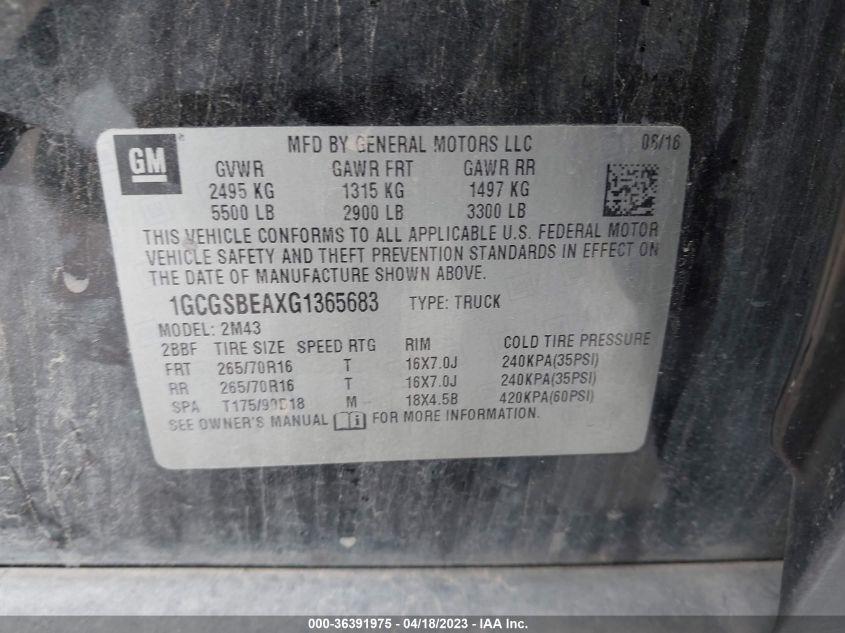 GM
MFD BY GENERAL MOTORS LLC 06/16
GVWR GAWR FRT GAWR RR
2495 KG 1315 KG 1497 KG
5500 LB 2900 LB 3300 LB
THIS VEHICLE CONFORMS TO ALL APPLICABLE U.S. FEDERAL MOTOR
VEHICLE SAFETY AND THEFT PREVENTION STANDARDS IN EFFECT ON
THE DATE OF MANUFACTURE SHOWN ABOVE.
1GCGSBEAXG1365683 TYPE: TRUCK
MODEL: 2M43
2BBF TIRE SIZE SPEED RTG RIM COLD TIRE PRESSURE
FRT 265/70R16 T 16X7.0J 240KPA(35PSI)
RR 265/70R16 T 16X7.0J 240KPA(35PSI)
SPA T175/90D18 M 18X4.5B 420KPA(60PSI)
SEE OWNER'S MANUAL FOR MORE INFORMATION.
000-36391975 - 04/18/2023 - IAA Inc.